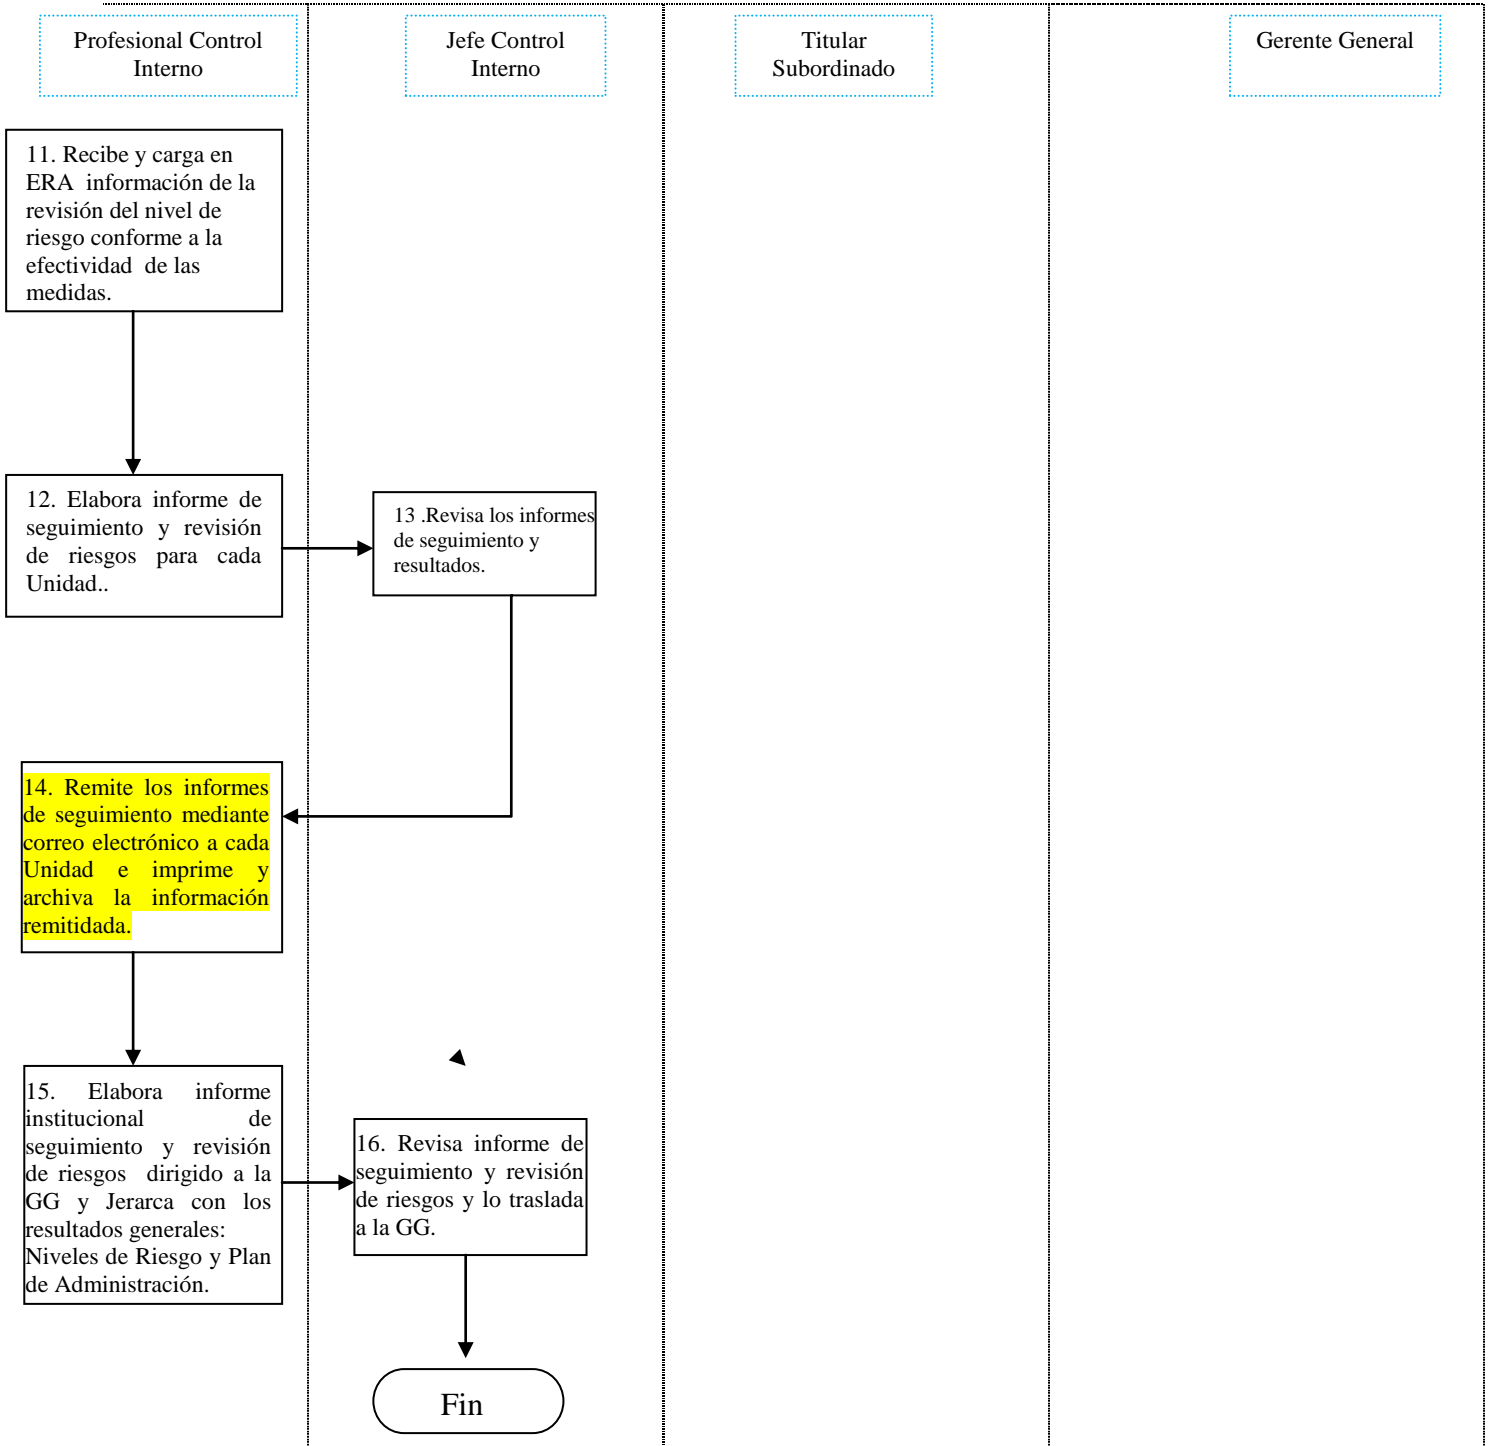 Profesional Control
Interno
Jefe Control
Interno
Titular
Subordinado
Gerente General
11. Recibe y carga en
ERA  información de la
revisión del nivel de
riesgo conforme a la
efectividad  de las
medidas.
12. Elabora informe de
seguimiento y revisión
de riesgos para cada
Unidad..
13 .Revisa los informes
de seguimiento y
resultados.
14. Remite los informes
de seguimiento mediante
correo electrónico a cada
Unidad e imprime y
archiva la información
remitidada.
15. Elabora informe
institucional de
seguimiento y revisión
de riesgos  dirigido a la
GG y Jerarca con los
resultados generales:
Niveles de Riesgo y Plan
de Administración.
16. Revisa informe de
seguimiento y revisión
de riesgos y lo traslada
a la GG.
Fin